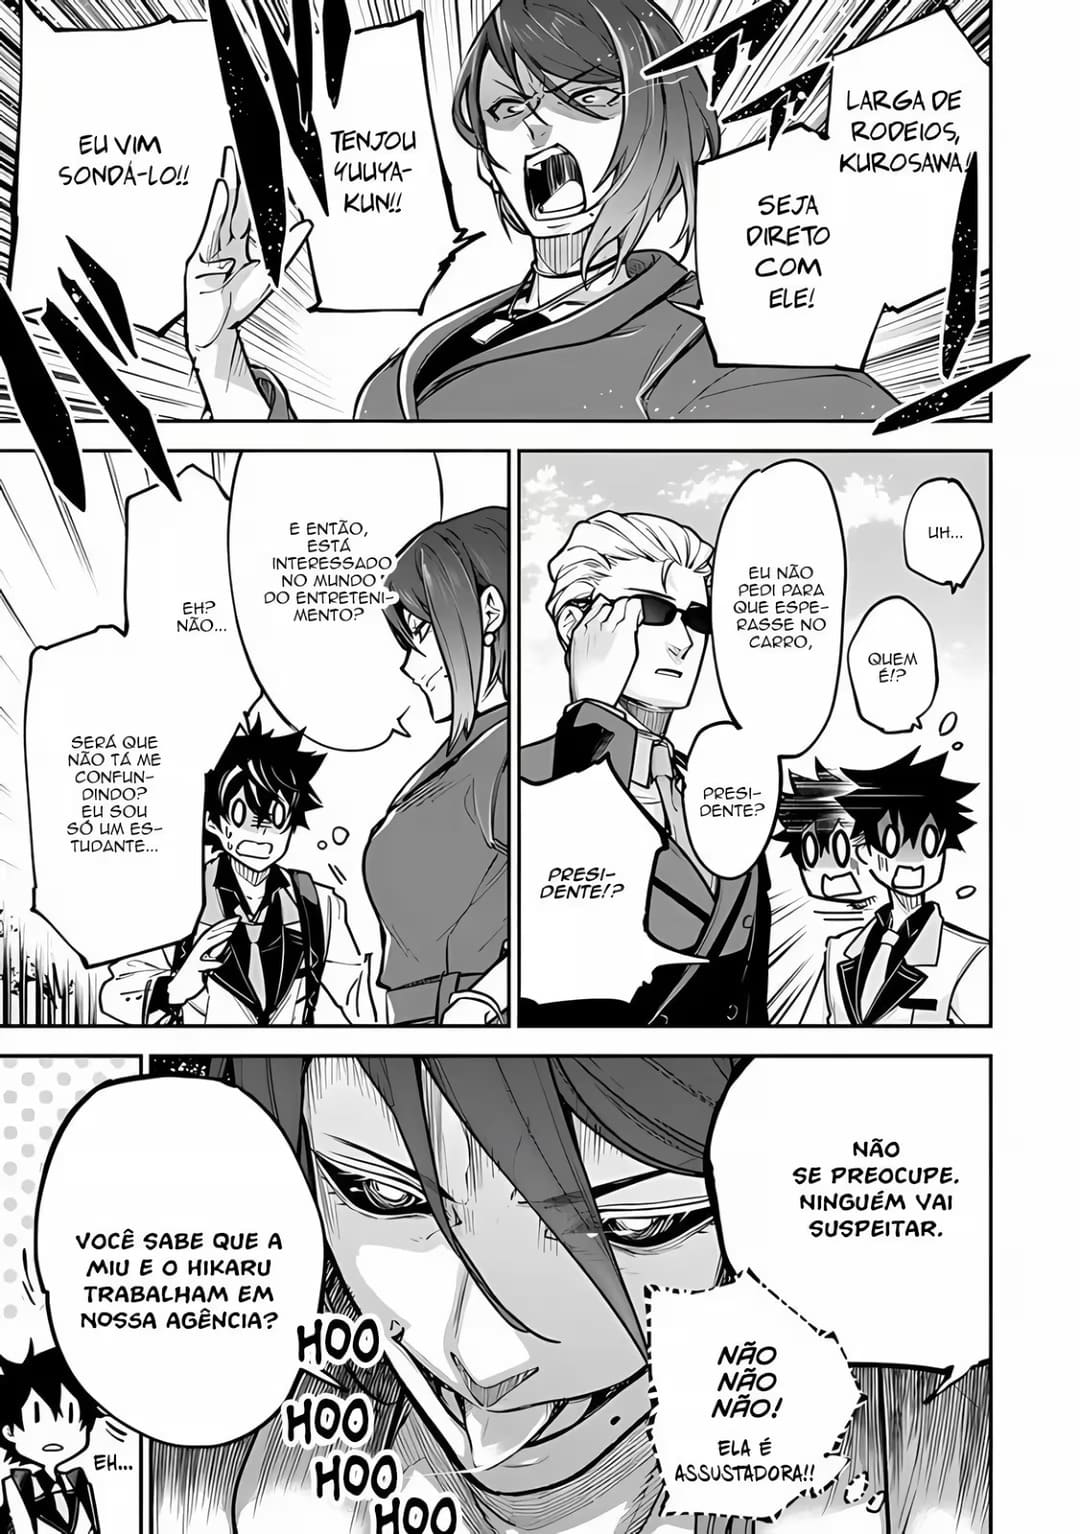 LARGA DE
RODEIOS,
KUROSAWA!
SEJA
DIRETO
COM
ELE!
TENJOU
YUUYA-
KUN!!
EU VIM
SONDÁ-LO!!
UH...
QUEM
É!?
EU NÃO
PEDI PARA
QUE ESPE-
RASSE NO
CARRO,
PRESI-
DENTE?
PRESI-
DENTE!?
E ENTÃO,
ESTÁ
INTERESSADO
NO MUNDO
DO ENTRETENI-
MENTO?
EH?
NÃO...
SERÁ QUE
NÃO TÁ ME
CONFUN-
DINDO?
EU SOU
SÓ UM ES-
TUDANTE...
NÃO
SE PREOCUPE.
NINGUÉM VAI
SUSPEITAR.
NÃO
NÃO
NÃO!
ELA É
ASSUSTADORA!!
VOCÊ SABE QUE A
MIU E O HIKARU
TRABALHAM EM
NOSSA AGÊNCIA?
HOO
HOO
HOO
HOO
EH...